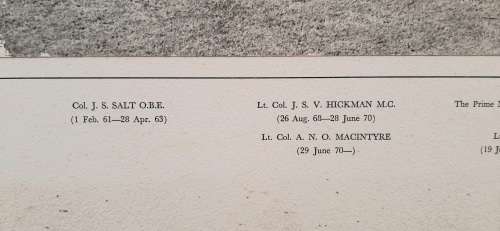 Col. J. S. SALT O.B.E.
(1 Feb. 61—28 Apr. 63)
Lt. Col. J. S. V. HICKMAN M.C.
(26 Aug. 68—28 June 70)
Lt. Col. A. N. O. MACINTYRE
(29 June 70—)
The Prime
(19